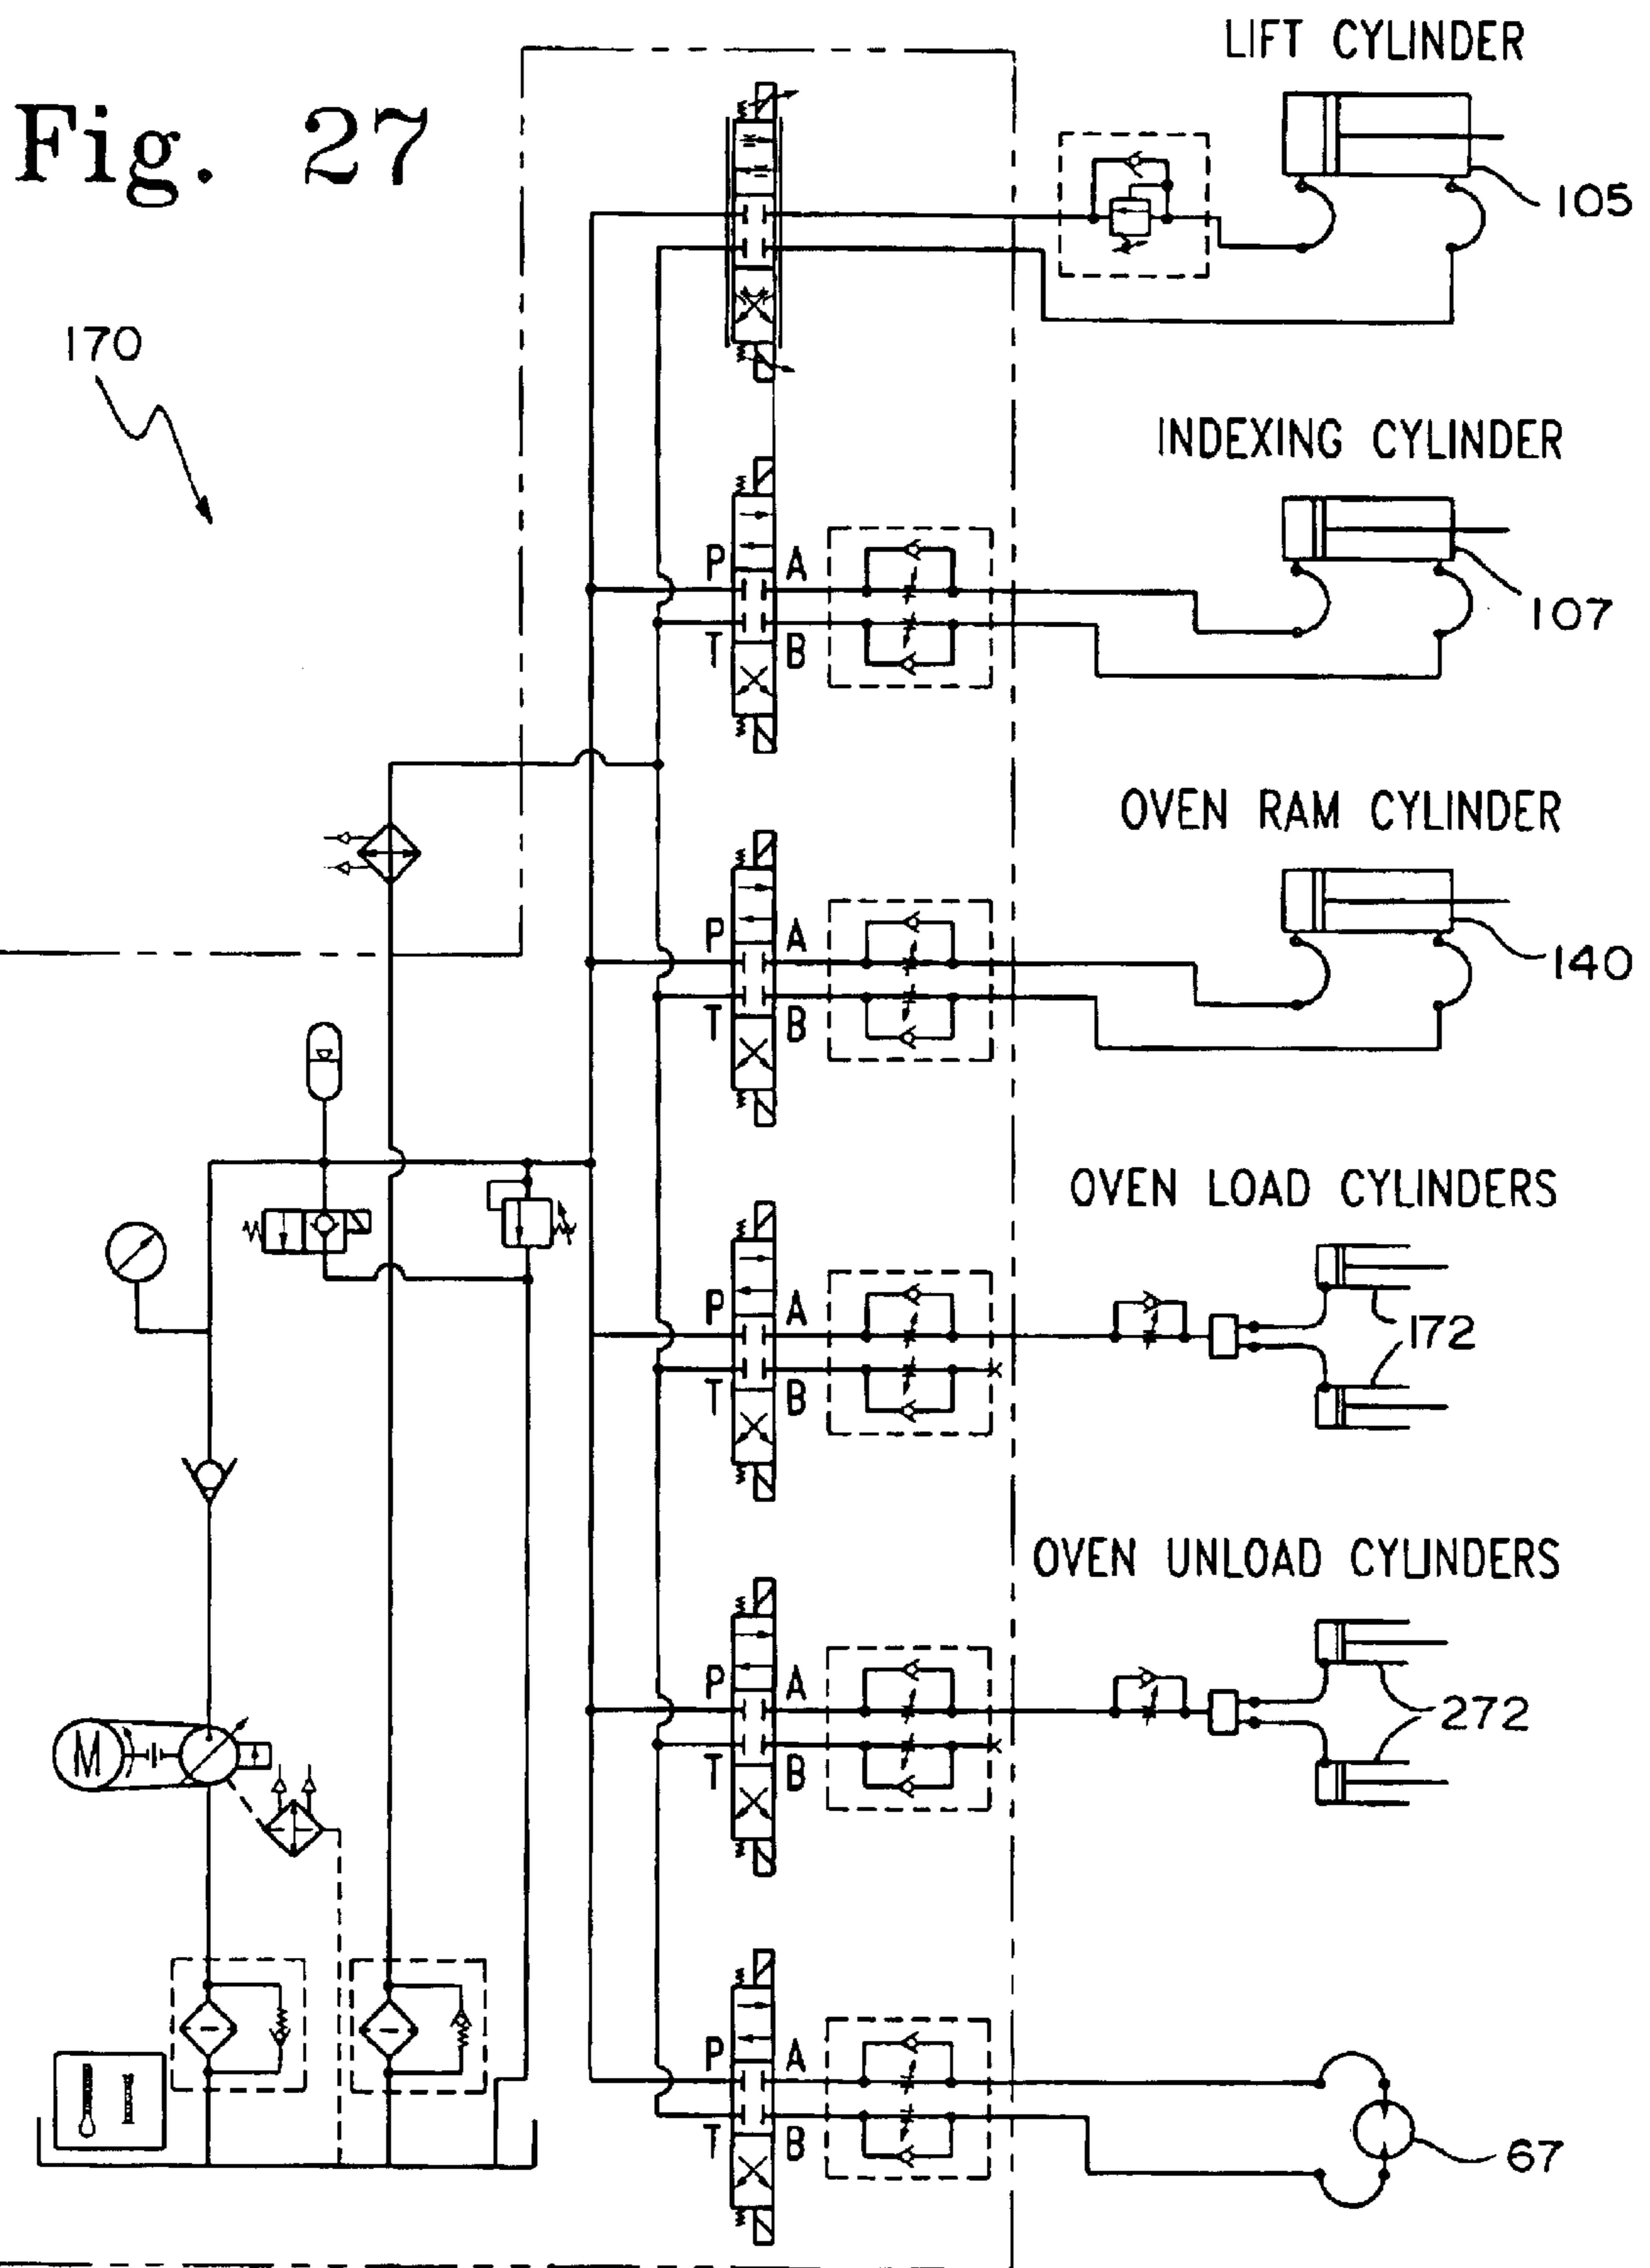 LIFT CYLINDER
Fig. 27
105
170
INDEXING CYLINDER
P A
107
T B
OVEN RAM CYLINDER
P A
140
T B
OVEN LOAD CYLINDERS
P A
172
T B
OVEN UNLOAD CYLINDERS
P A
272
M
T B
P A
T B
67